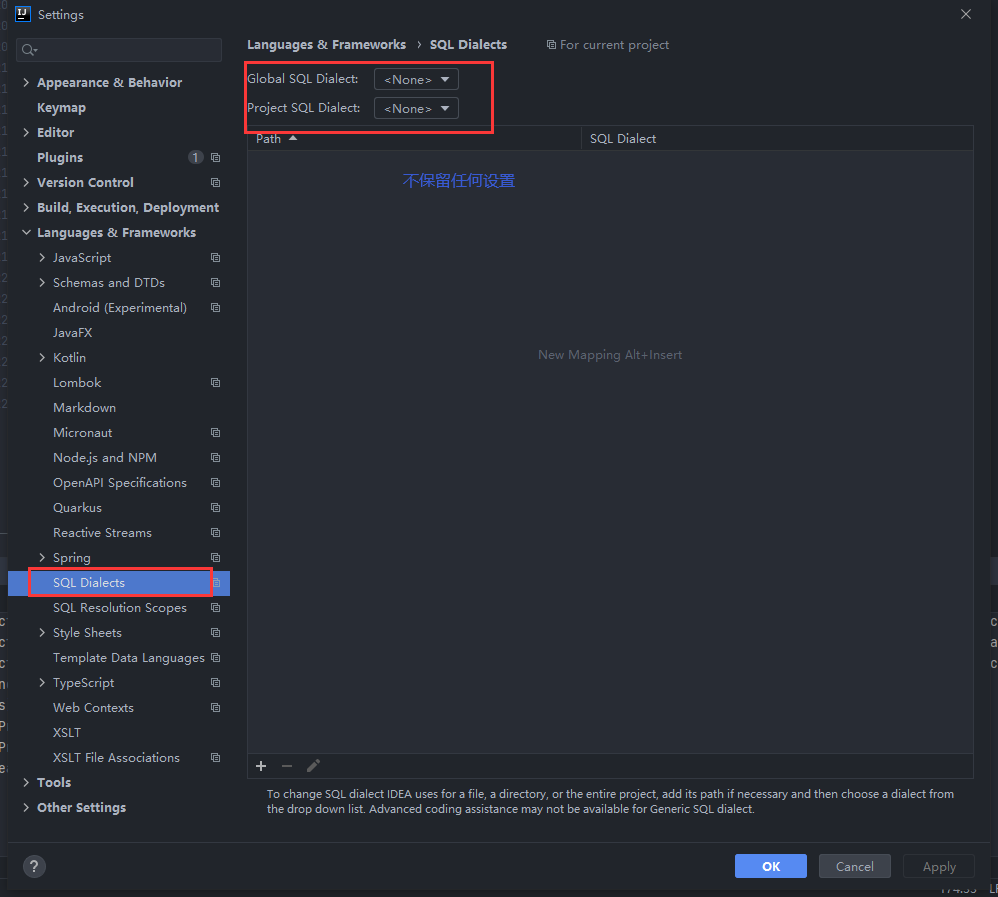 Settings
Languages & Frameworks › SQL Dialects
For current project
Global SQL Dialect: <None>
Project SQL Dialect: <None>
Path
SQL Dialect
不保留任何设置
New Mapping Alt+Insert
Appearance & Behavior
Keymap
Editor
Plugins 1
Version Control
Build, Execution, Deployment
Languages & Frameworks
JavaScript
Schemas and DTDs
Android (Experimental)
JavaFX
Kotlin
Lombok
Markdown
Micronaut
Node.js and NPM
OpenAPI Specifications
Quarkus
Reactive Streams
Spring
SQL Dialects
SQL Resolution Scopes
Style Sheets
Template Data Languages
TypeScript
Web Contexts
XSLT
XSLT File Associations
Tools
Other Settings
To change SQL dialect IDEA uses for a file, a directory, or the entire project, add its path if necessary and then choose a dialect from
the drop down list. Advanced coding assistance may not be available for Generic SQL dialect.
?
OK
Cancel
Apply